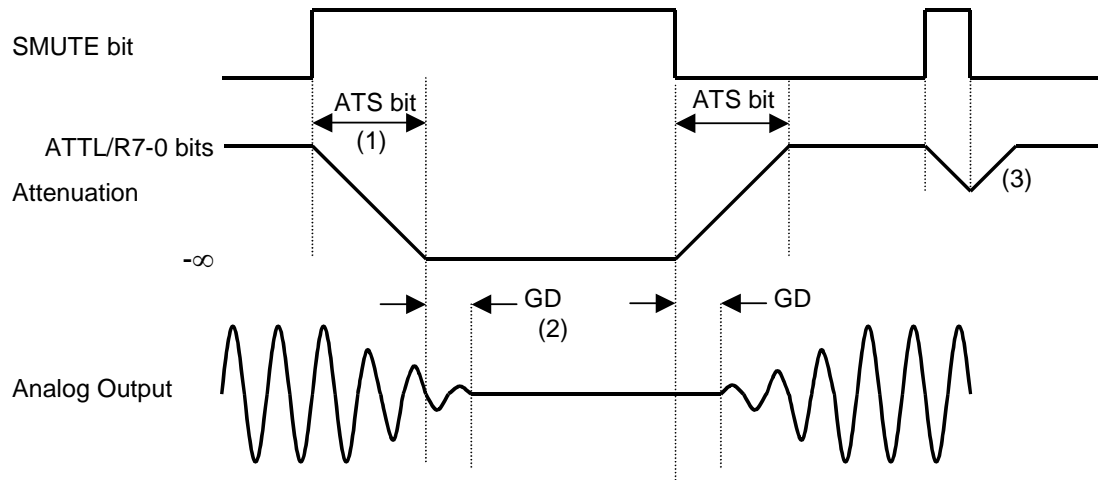 SMUTE bit
ATS bit
ATS bit
(1)
ATTL/R7-0 bits
Attenuation
(3)
-∞
GD
GD
(2)
Analog Output